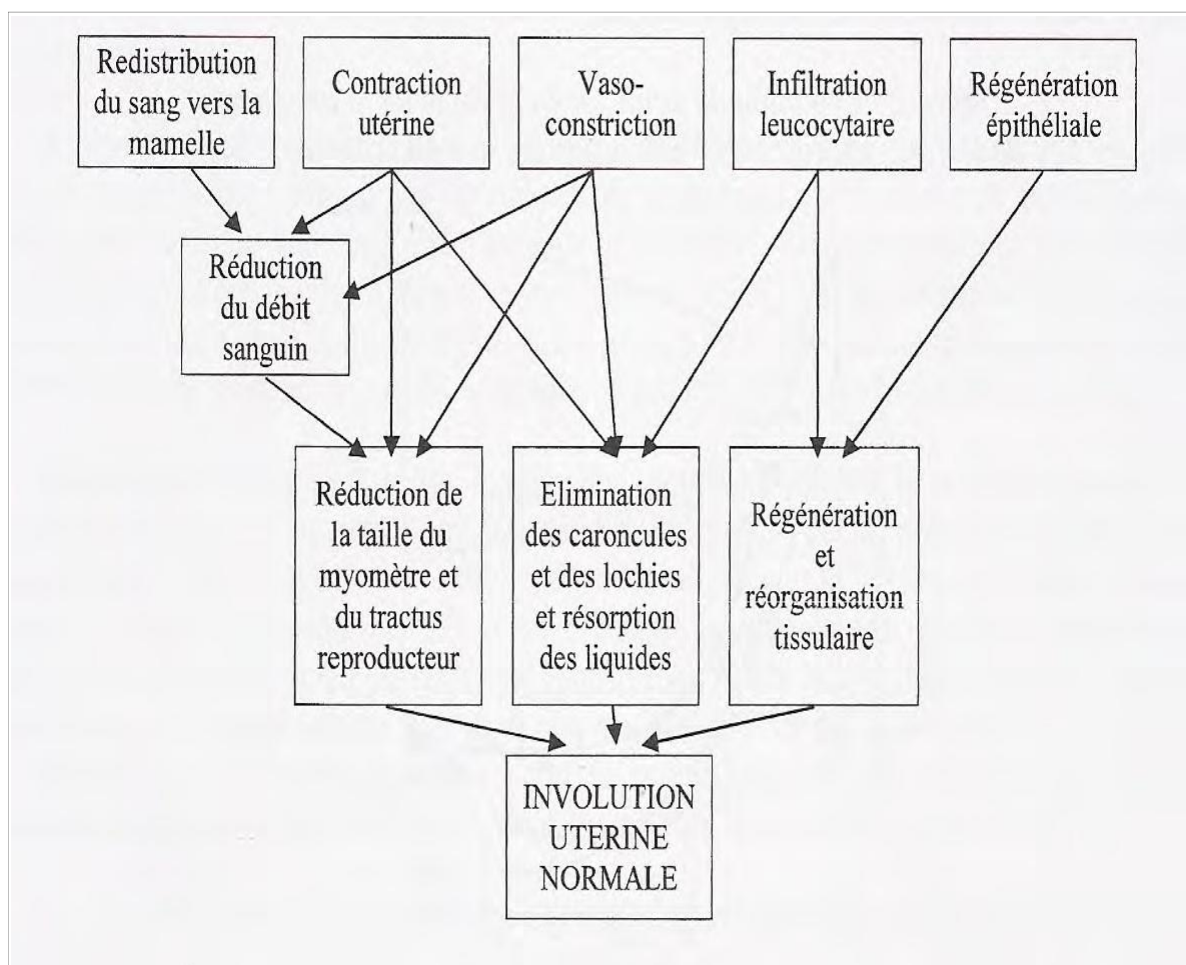 Redistribution
du sang vers la
mamelle
Contraction
utérine
Vaso-
constriction
Infiltration
leucocytaire
Régénération
épithéliale
Réduction
du débit
sanguin
Réduction de
la taille du
myomètre et
du tractus
reproducteur
Elimination
des caroncules
et des lochies
et résorption
des liquides
Régénération
et
réorganisation
tissulaire
INVOLUTION
UTERINE
NORMALE